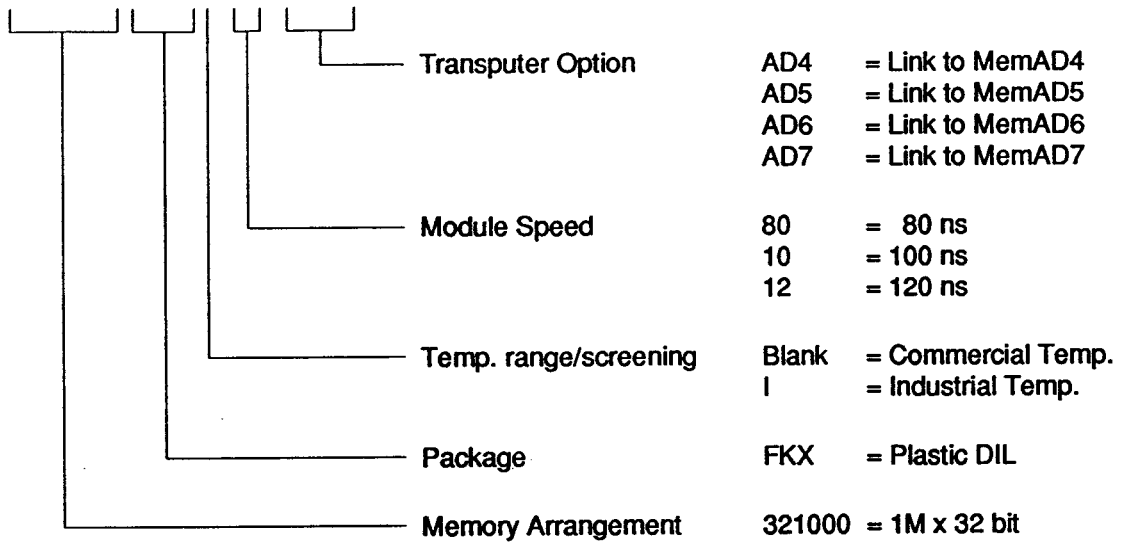 Transputer Option AD4 = Link to MemAD4
AD5 = Link to MemAD5
AD6 = Link to MemAD6
AD7 = Link to MemAD7
Module Speed 80 = 80 ns
10 = 100 ns
12 = 120 ns
Temp. range/screening Blank = Commercial Temp.
I = Industrial Temp.
Package FKX = Plastic DIL
Memory Arrangement 321000 = 1M x 32 bit